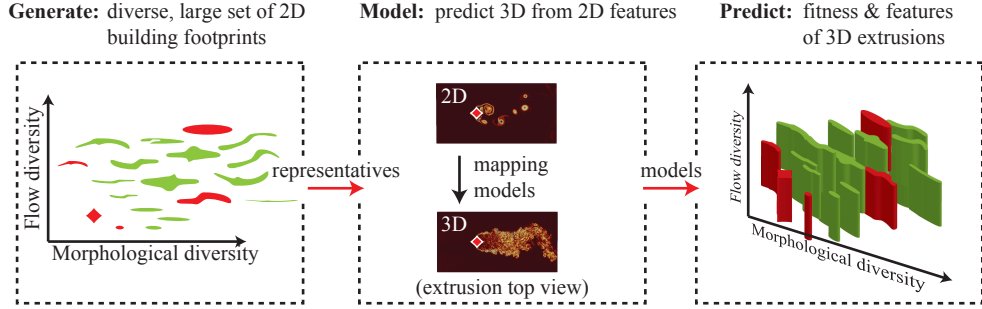 Generate: diverse, large set of 2D
building footprints
Model: predict 3D from 2D features
Predict: fitness & features
of 3D extrusions
Flow diversity
Morphological diversity
representatives
2D
mapping
models
3D
(extrusion top view)
models
Flow diversity
Morphological diversity